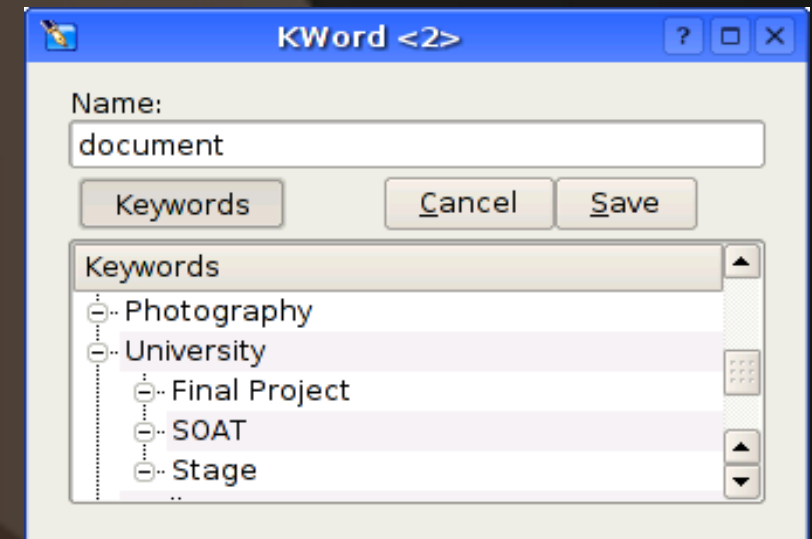 KWord <2>
Name:
document
Keywords Cancel Save
Keywords
Photography
University
Final Project
SOAT
Stage